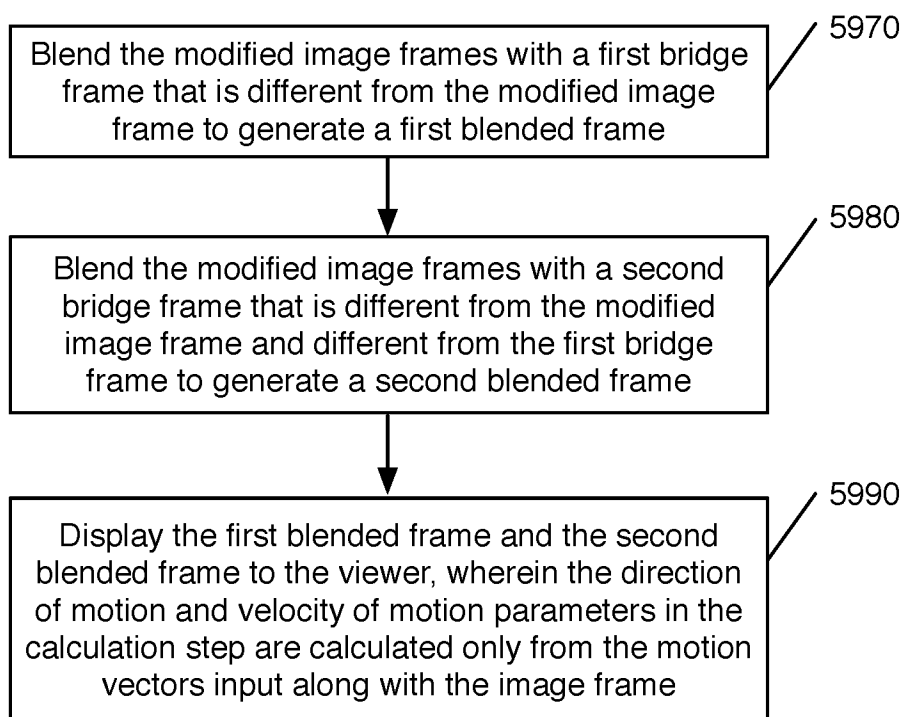 5970
Blend the modified image frames with a first bridge
frame that is different from the modified image
frame to generate a first blended frame
5980
Blend the modified image frames with a second
bridge frame that is different from the modified
image frame and different from the first bridge
frame to generate a second blended frame
5990
Display the first blended frame and the second
blended frame to the viewer, wherein the direction
of motion and velocity of motion parameters in the
calculation step are calculated only from the motion
vectors input along with the image frame